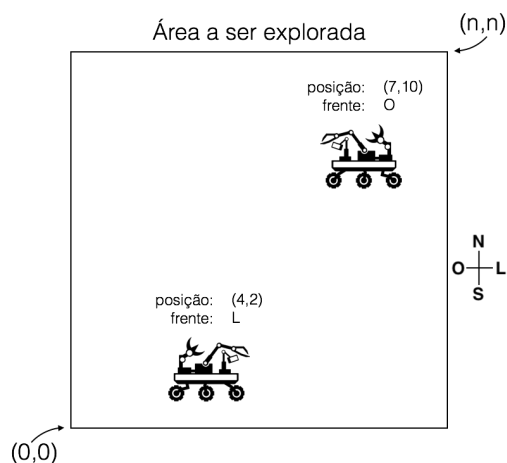 (n,n)
Área a ser explorada
posição: (7,10)
frente: O
N
O L
S
posição: (4,2)
frente: L
(0,0)